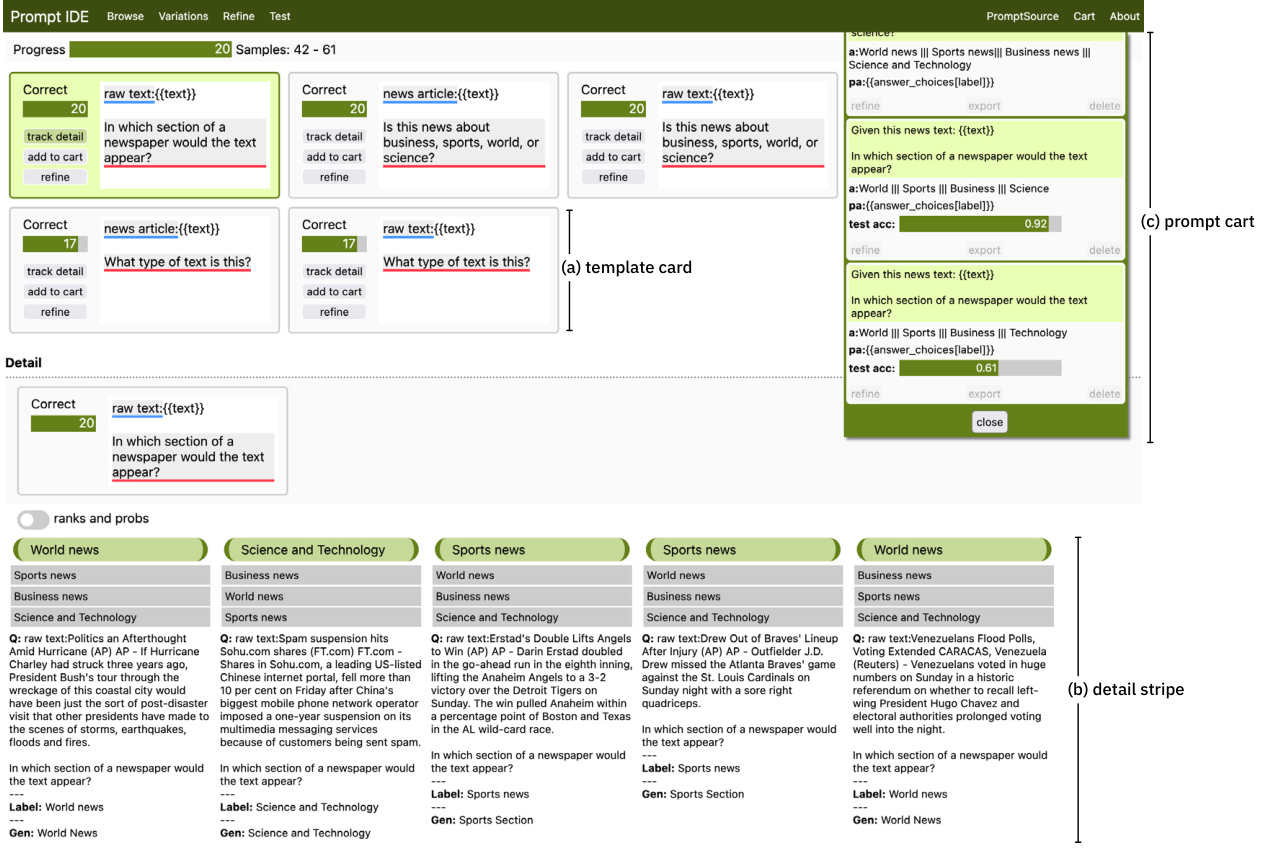 Prompt IDE Browse Variations Refine Test PromptSource Cart About
Progress 20 Samples: 42 - 61
Correct
20
track detail
add to cart
refine
raw text:{{text}}
In which section of a
newspaper would the text
appear?
Correct
20
track detail
add to cart
refine
news article:{{text}}
Is this news about
business, sports, world, or
science?
Correct
20
track detail
add to cart
refine
raw text:{{text}}
Is this news about
business, sports, world, or
science?
Correct
17
track detail
add to cart
refine
news article:{{text}}
What type of text is this?
Correct
17
track detail
add to cart
refine
raw text:{{text}}
What type of text is this?
(a) template card
science?
a:World news ||| Sports news||| Business news |||
Science and Technology
pa:{{answer_choices[label]}}
refine export delete
Given this news text: {{text}}
In which section of a newspaper would the text
appear?
a:World ||| Sports ||| Business ||| Science
pa:{{answer_choices[label]}}
test acc: 0.92
refine export delete
Given this news text: {{text}}
In which section of a newspaper would the text
appear?
a:World ||| Sports ||| Business ||| Technology
pa:{{answer_choices[label]}}
test acc: 0.61
refine export delete
close
(c) prompt cart
Detail
Correct
20
raw text:{{text}}
In which section of a
newspaper would the text
appear?
ranks and probs
World news
Sports news
Business news
Science and Technology
Q: raw text:Politics an Afterthought
Amid Hurricane (AP) AP - If Hurricane
Charley had struck three years ago,
President Bush's tour through the
wreckage of this coastal city would
have been just the sort of post-disaster
visit that other presidents have made to
the scenes of storms, earthquakes,
floods and fires.
In which section of a newspaper would
the text appear?
---
Label: World news
---
Gen: World News
Science and Technology
Business news
World news
Sports news
Q: raw text:Spam suspension hits
Sohu.com shares (FT.com) FT.com -
Shares in Sohu.com, a leading US-listed
Chinese internet portal, fell more than
10 per cent on Friday after China's
biggest mobile phone network operator
imposed a one-year suspension on its
multimedia messaging services
because of customers being sent spam.
In which section of a newspaper would
the text appear?
---
Label: Science and Technology
---
Gen: Science and Technology
Sports news
World news
Business news
Science and Technology
Q: raw text:Erstad's Double Lifts Angels
to Win (AP) AP - Darin Erstad doubled
in the go-ahead run in the eighth inning,
lifting the Anaheim Angels to a 3-2
victory over the Detroit Tigers on
Sunday. The win pulled Anaheim within
a percentage point of Boston and Texas
in the AL wild-card race.
In which section of a newspaper would
the text appear?
---
Label: Sports news
---
Gen: Sports Section
Sports news
World news
Business news
Science and Technology
Q: raw text:Drew Out of Braves' Lineup
After Injury (AP) AP - Outfielder J.D.
Drew missed the Atlanta Braves' game
against the St. Louis Cardinals on
Sunday night with a sore right
quadriceps.
In which section of a newspaper would
the text appear?
---
Label: Sports news
---
Gen: Sports Section
World news
Business news
Sports news
Science and Technology
Q: raw text:Venezuelans Flood Polls,
Voting Extended CARACAS, Venezuela
(Reuters) - Venezuelans voted in huge
numbers on Sunday in a historic
referendum on whether to recall left-
wing President Hugo Chavez and
electoral authorities prolonged voting
well into the night.
In which section of a newspaper would
the text appear?
---
Label: World news
---
Gen: World News
(b) detail stripe